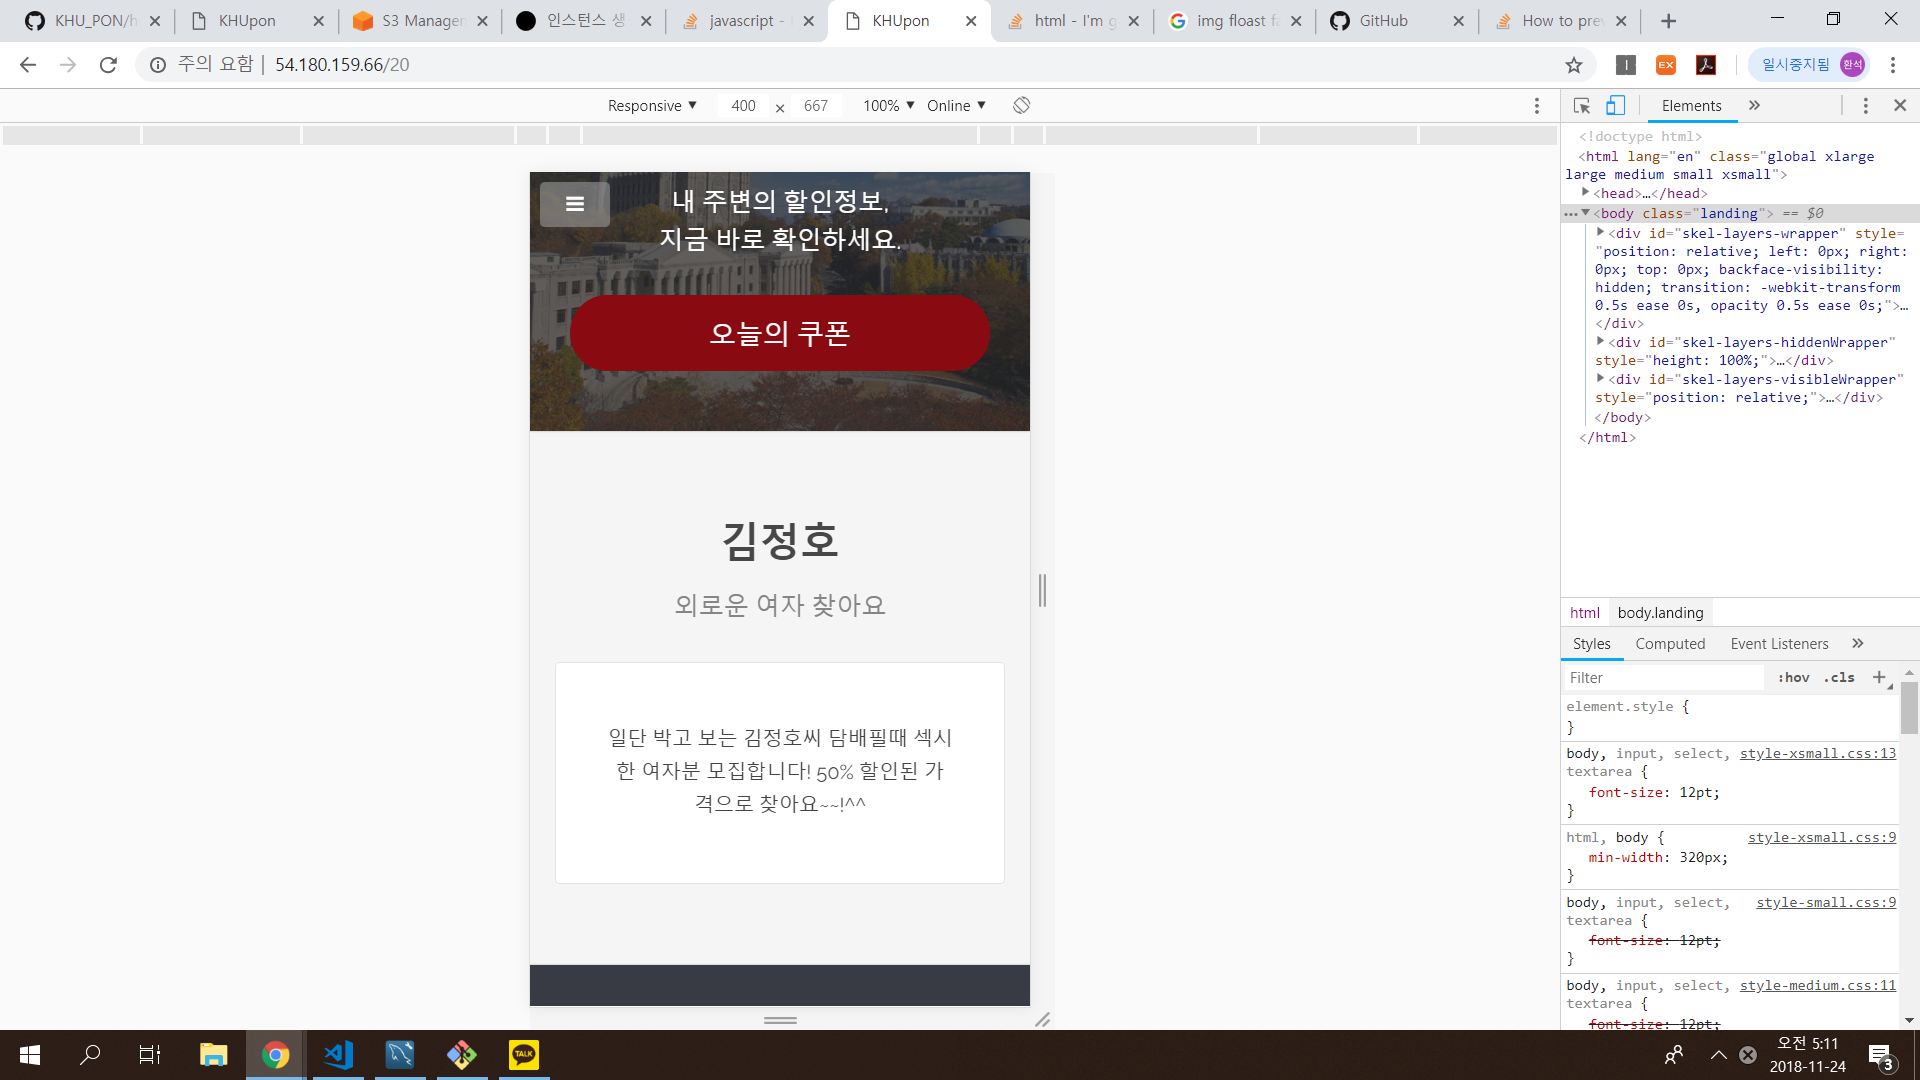 KHU_PON/h
KHUpon
S3 Managem
인스턴스 생
javascript -
KHUpon
html - I'm g
img floast fa
GitHub
How to prev
주의 요함 | 54.180.159.66/20
일시중지됨
한석
Responsive ▼ 400 × 667 100% ▼ Online ▼
Elements »
<!doctype html>
<html lang="en" class="global xlarge
large medium small xsmall">
<head>…</head>
<body class="landing"> == $0
<div id="skel-layers-wrapper" style=
"position: relative; left: 0px; right:
0px; top: 0px; backface-visibility:
hidden; transition: -webkit-transform
0.5s ease 0s, opacity 0.5s ease 0s;">…
</div>
<div id="skel-layers-hiddenWrapper"
style="height: 100%;">…</div>
<div id="skel-layers-visibleWrapper"
style="position: relative;">…</div>
</body>
</html>
내 주변의 할인정보,
지금 바로 확인하세요.
오늘의 쿠폰
김정호
외로운 여자 찾아요
일단 박고 보는 김정호씨 담배필때 섹시
한 여자분 모집합니다! 50% 할인된 가
격으로 찾아요~~!^^
html body.landing
Styles Computed Event Listeners »
Filter :hov .cls +
element.style {
}
body, input, select, style-xsmall.css:13
textarea {
font-size: 12pt;
}
html, body { style-xsmall.css:9
min-width: 320px;
}
body, input, select, style-small.css:9
textarea {
font-size: 12pt;
}
body, input, select, style-medium.css:11
textarea {
font-size: 12pt;
TALK
오전 5:11
2018-11-24
3